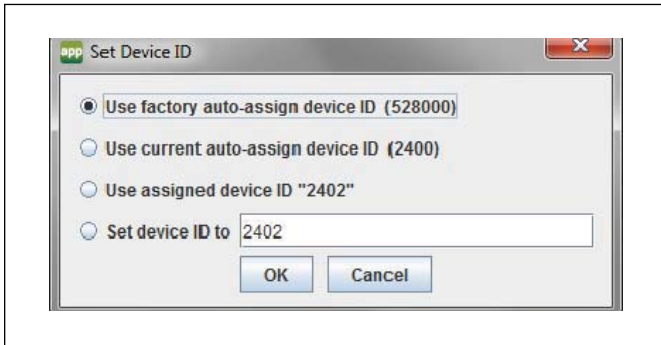 app Set Device ID
Use factory auto-assign device ID (528000)
Use current auto-assign device ID (2400)
Use assigned device ID "2402"
Set device ID to 2402
OK Cancel